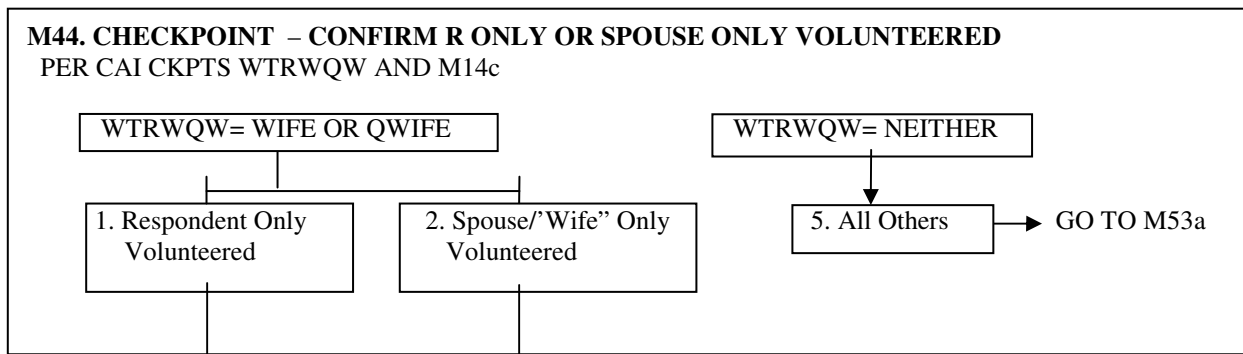 M44. CHECKPOINT – CONFIRM R ONLY OR SPOUSE ONLY VOLUNTEERED
PER CAI CKPTS WTRWQW AND M14c
WTRWQW= WIFE OR QWIFE
WTRWQW= NEITHER
1. Respondent Only
Volunteered
2. Spouse/’Wife” Only
Volunteered
5. All Others
GO TO M53a